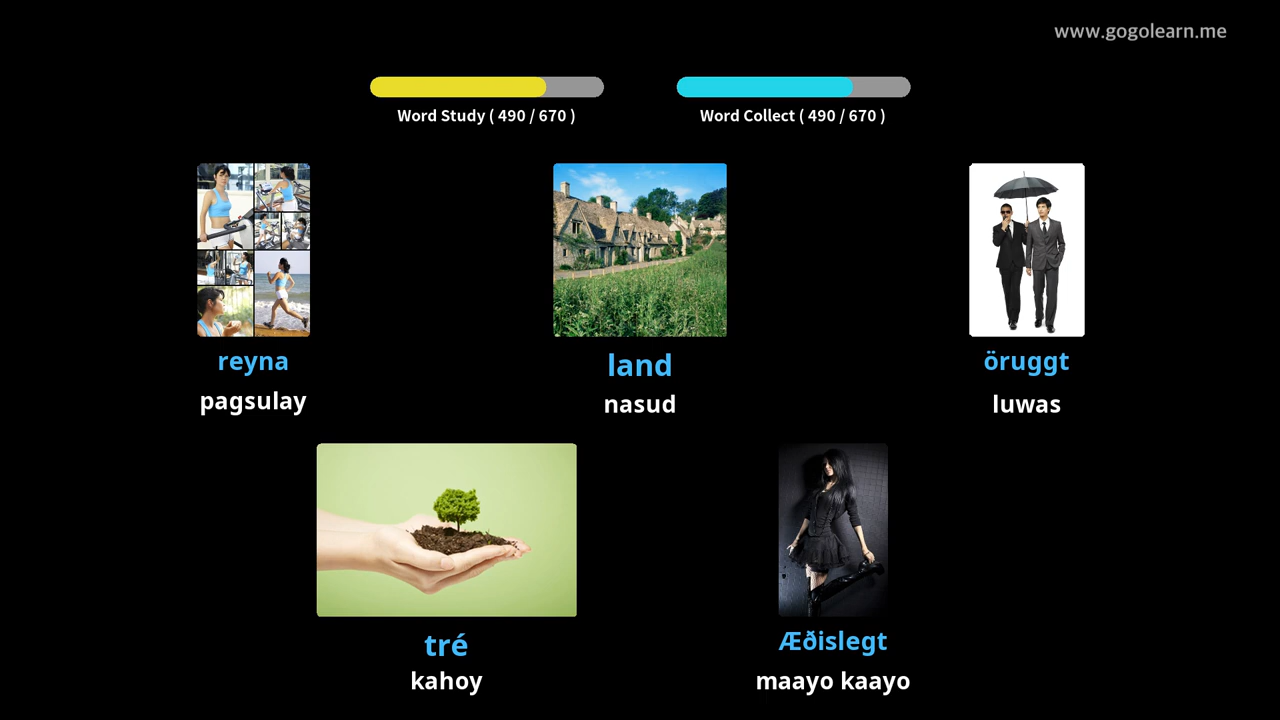 www.gogolearn.me
Word Study ( 490 / 670 )
Word Collect ( 490 / 670 )
reyna
pagsulay
land
nasud
öruggt
luwas
tré
kahoy
Æðislegt
maayo kaayo